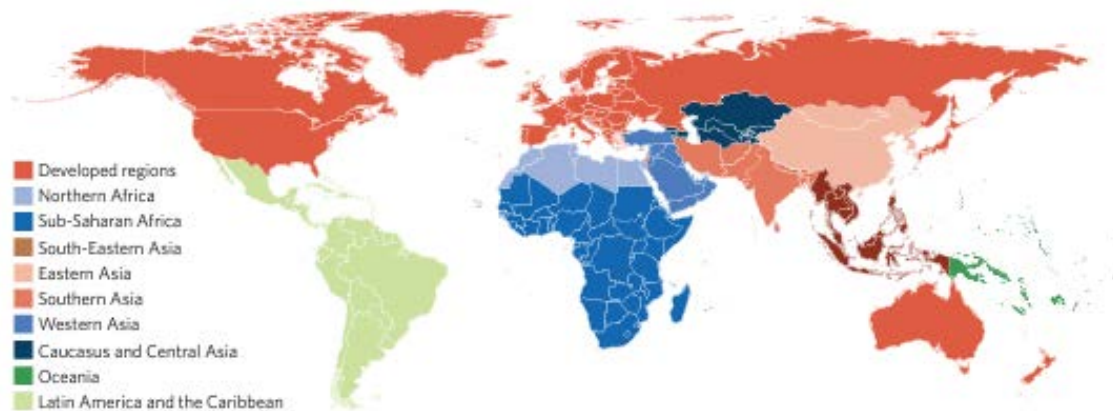 Developed regions
Northern Africa
Sub-Saharan Africa
South-Eastern Asia
Eastern Asia
Southern Asia
Western Asia
Caucasus and Central Asia
Oceania
Latin America and the Caribbean